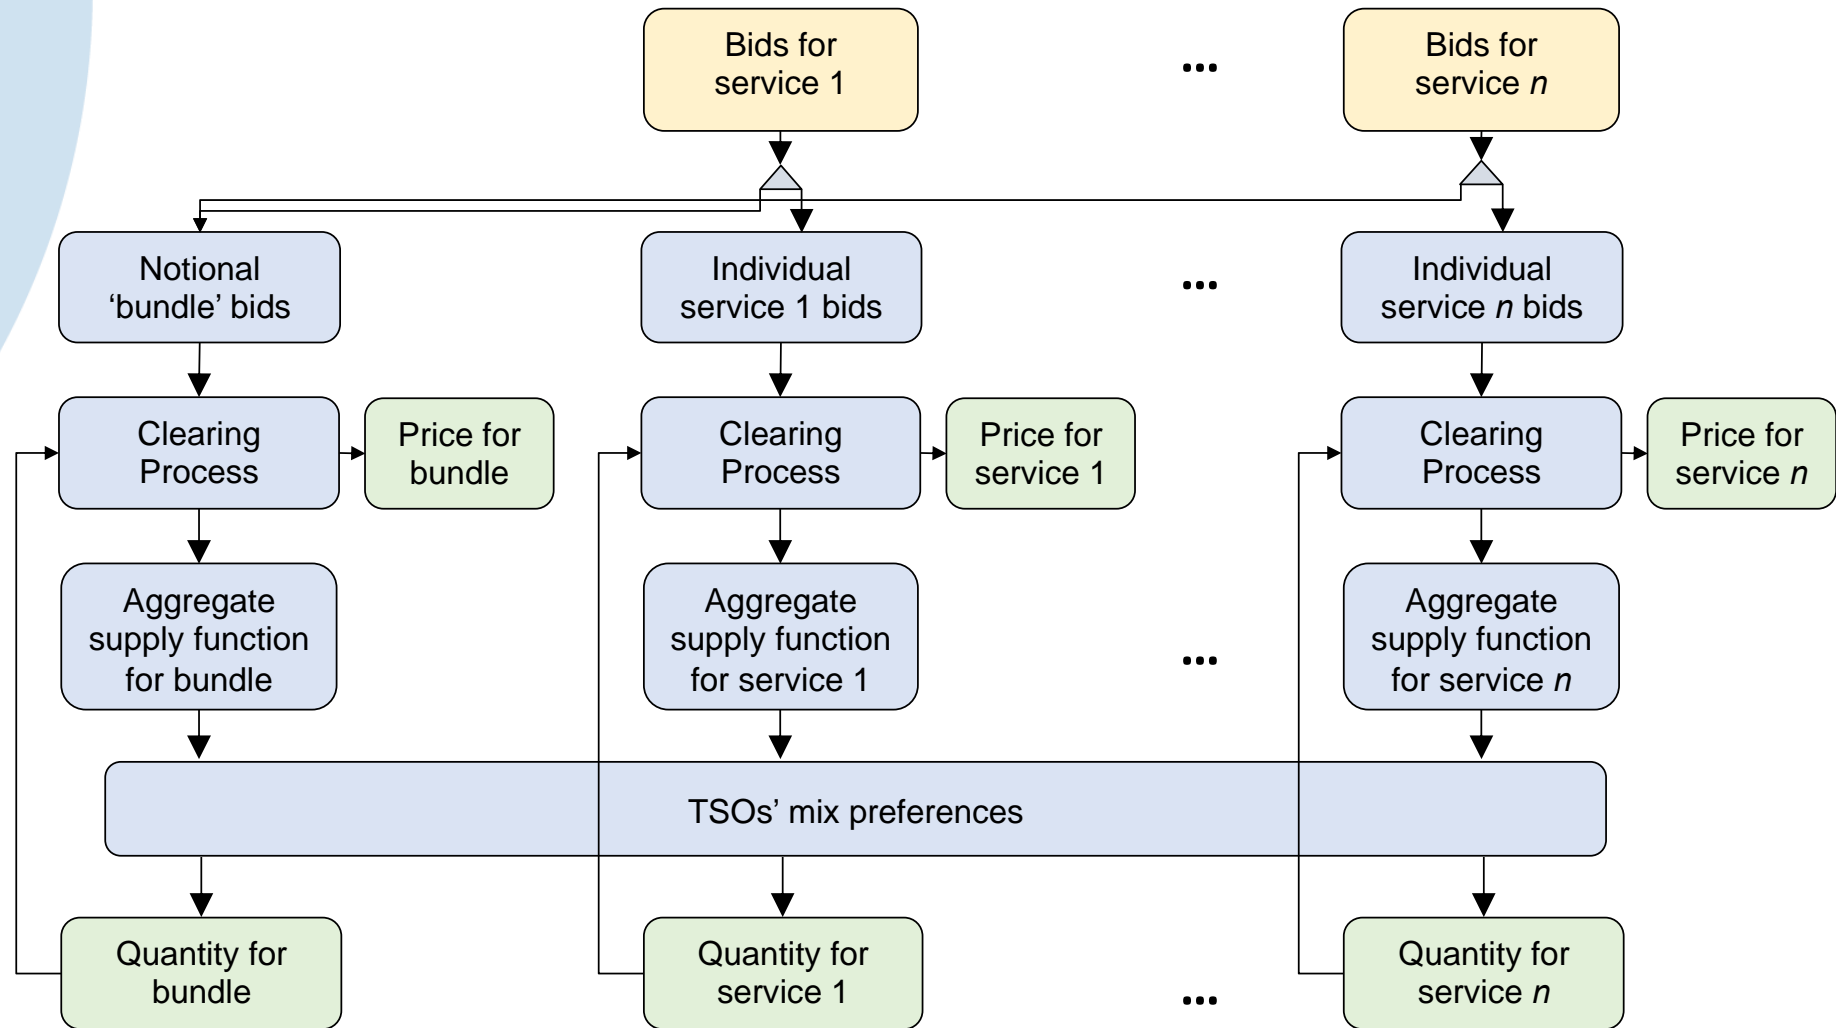 Bids for
service 1
...
Bids for
service n
Notional
‘bundle’ bids
Individual
service 1 bids
...
Individual
service n bids
Clearing
Process
Price for
bundle
Clearing
Process
Price for
service 1
Clearing
Process
Price for
service n
Aggregate
supply function
for bundle
Aggregate
supply function
for service 1
...
Aggregate
supply function
for service n
TSOs’ mix preferences
Quantity for
bundle
Quantity for
service 1
...
Quantity for
service n